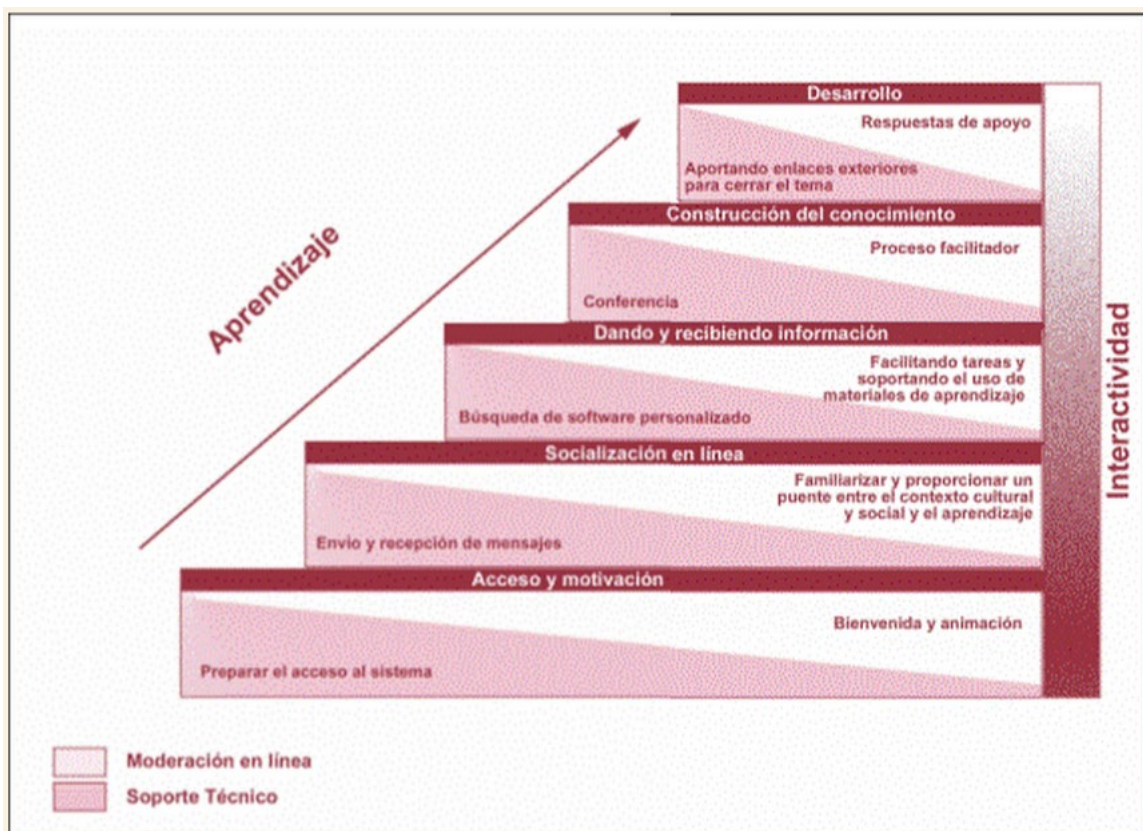 Desarrollo
Respuestas de apoyo
Aportando enlaces exteriores
para cerrar el tema
Construcción del conocimiento
Proceso facilitador
Conferencia
Dando y recibiendo información
Facilitando tareas y
soportando el uso de
materiales de aprendizaje
Búsqueda de software personalizado
Socialización en línea
Familiarizar y proporcionar un
puente entre el contexto cultural
y social y el aprendizaje
Envio y recepción de mensajes
Acceso y motivación
Bienvenida y animación
Preparar el acceso al sistema
Aprendizaje
Interactividad
Moderación en línea
Soporte Técnico